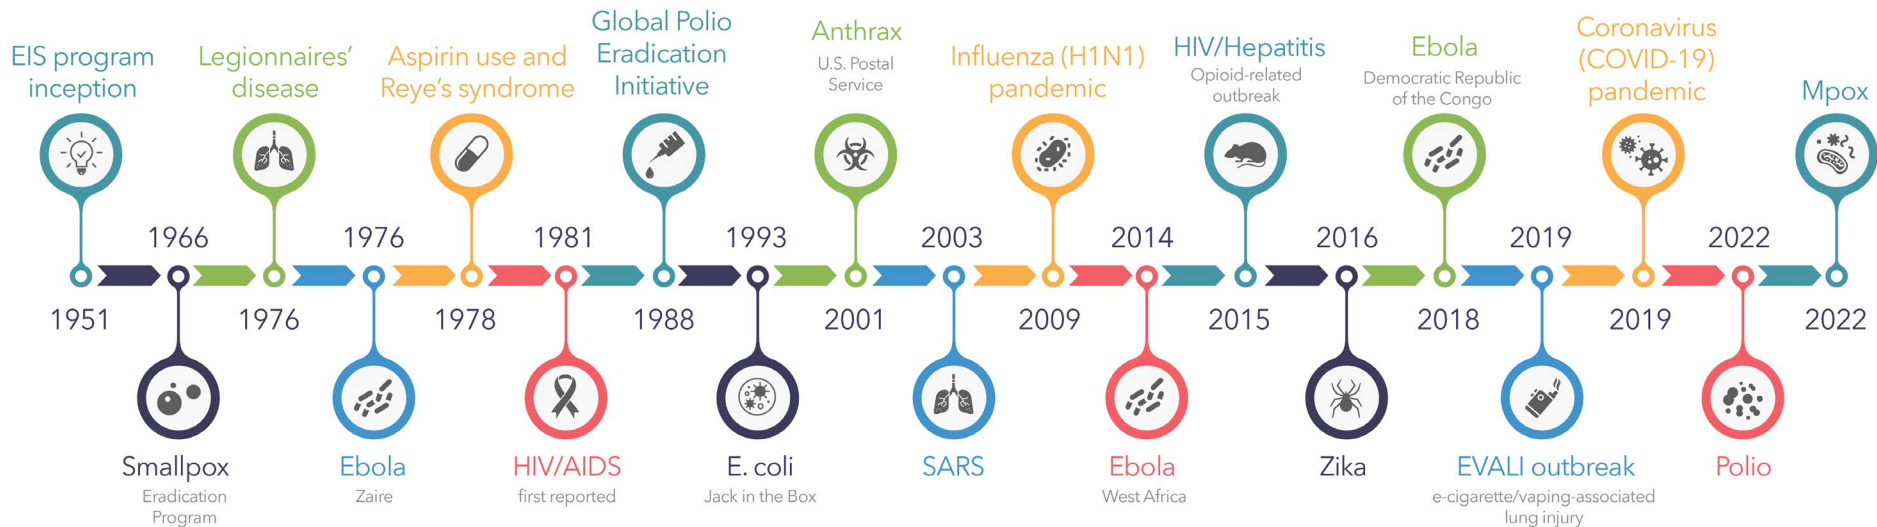 EIS program
inception
1951
1966
Smallpox
Eradication
Program
Legionnaires’
disease
1976
1976
Ebola
Zaire
Aspirin use and
Reye’s syndrome
1978
1981
HIV/AIDS
first reported
Global Polio
Eradication
Initiative
1988
1993
E. coli
Jack in the Box
Anthrax
U.S. Postal
Service
2001
2003
SARS
Influenza (H1N1)
pandemic
2009
2014
Ebola
West Africa
HIV/Hepatitis
Opioid-related
outbreak
2015
2016
Zika
Ebola
Democratic Republic
of the Congo
2018
2019
EVALI outbreak
e-cigarette/vaping-associated
lung injury
Coronavirus
(COVID-19)
pandemic
2019
2022
Polio
Mpox
2022